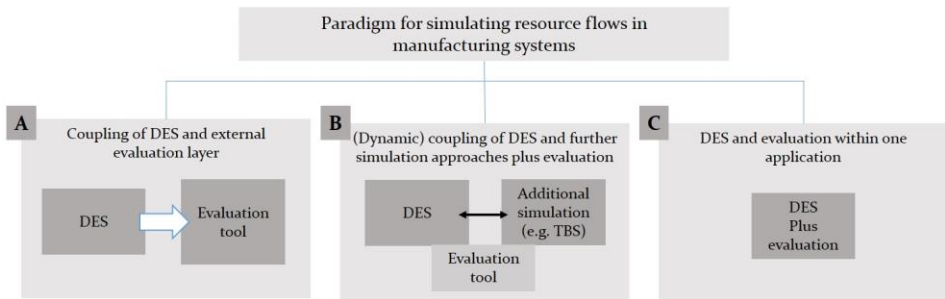 Paradigm for simulating resource flows in
manufacturing systems
A
Coupling of DES and external
evaluation layer
DES
Evaluation
tool
B
(Dynamic) coupling of DES and further
simulation approaches plus evaluation
DES
Additional
simulation
(e.g. TBS)
Evaluation
tool
C
DES and evaluation within one
application
DES
Plus
evaluation